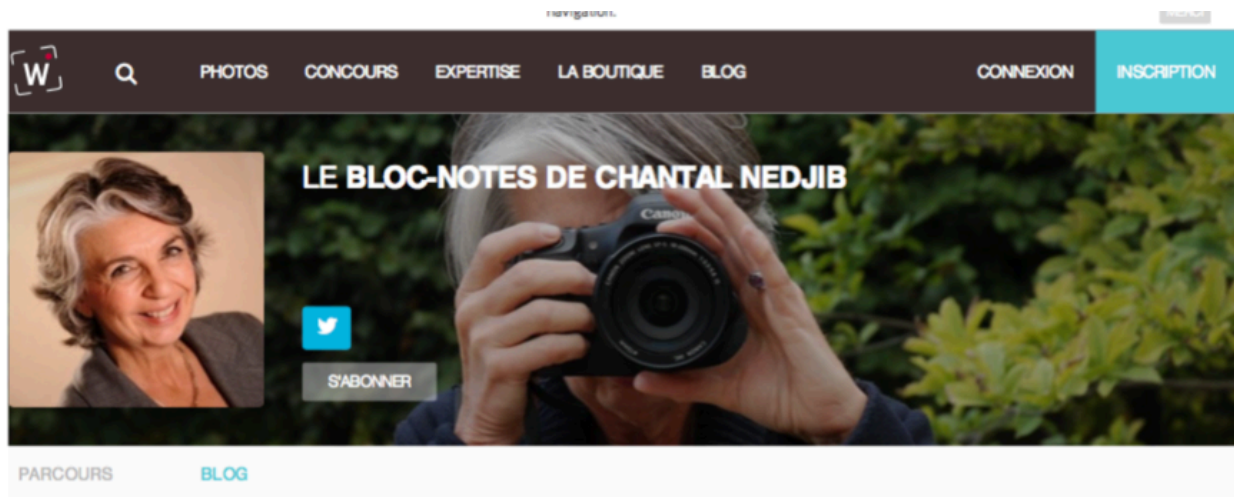 navigation.
MERCI
W
PHOTOS CONCOURS EXPERTISE LA BOUTIQUE BLOG CONNEXION INSCRIPTION
LE BLOC-NOTES DE CHANTAL NEDJIB
Canon
S'ABONNER
PARCOURS BLOG